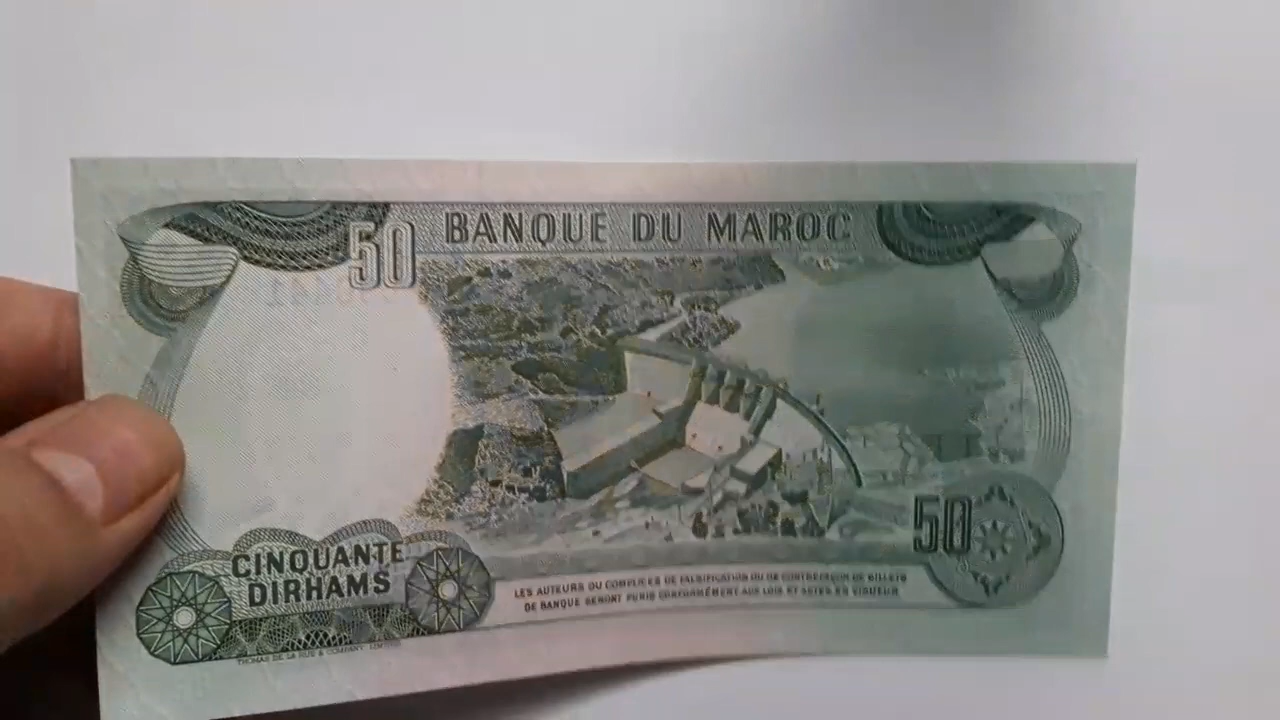 50 BANQUE DU MAROC
50
CINQUANTE
DIRHAMS
LES AUTEURS OU COMPLICES DE FALSIFICATION OU DE CONTREFAÇON DE BILLETS
DE BANQUE SERONT PUNIS CONFORMÉMENT AUX LOIS ET ACTES EN VIGUEUR
THOMAS DE LA RUE & COMPANY, LIMITED